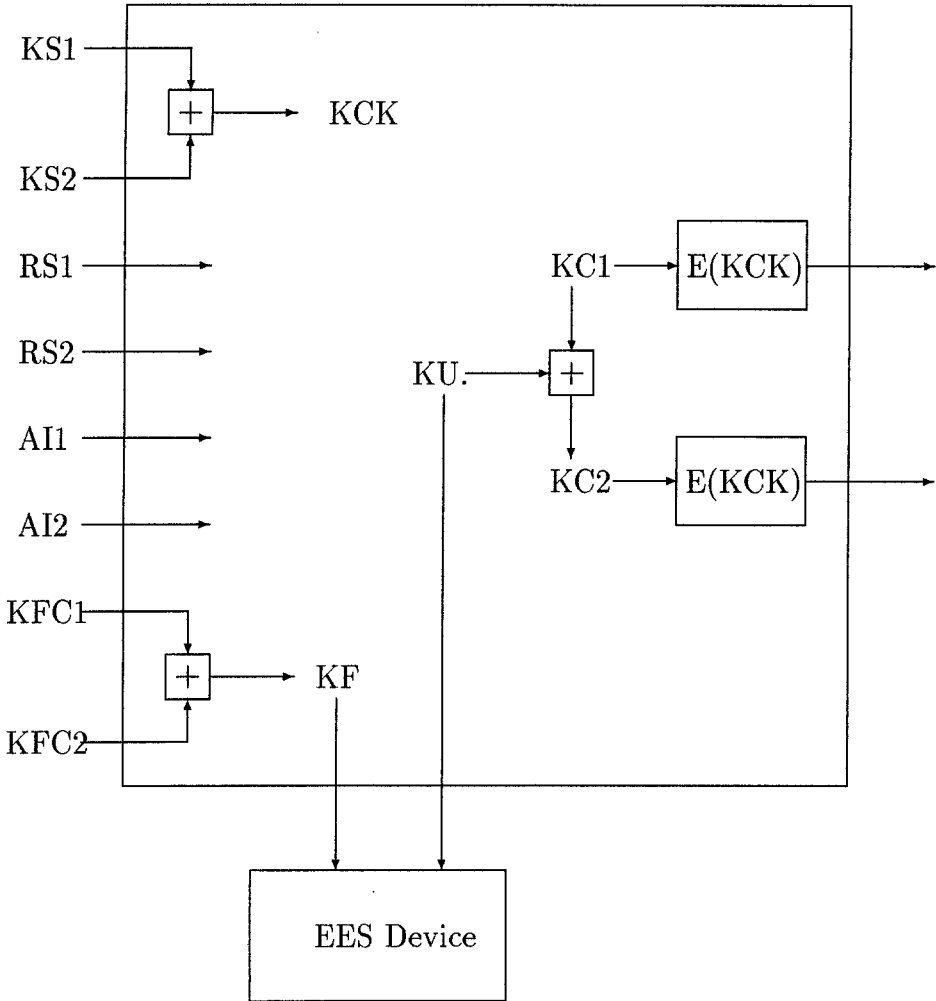 KS1
+
KCK
KS2
RS1
KC1
E(KCK)
RS2
KU.
+
AI1
KC2
E(KCK)
AI2
KFC1
+
KF
KFC2
EES Device